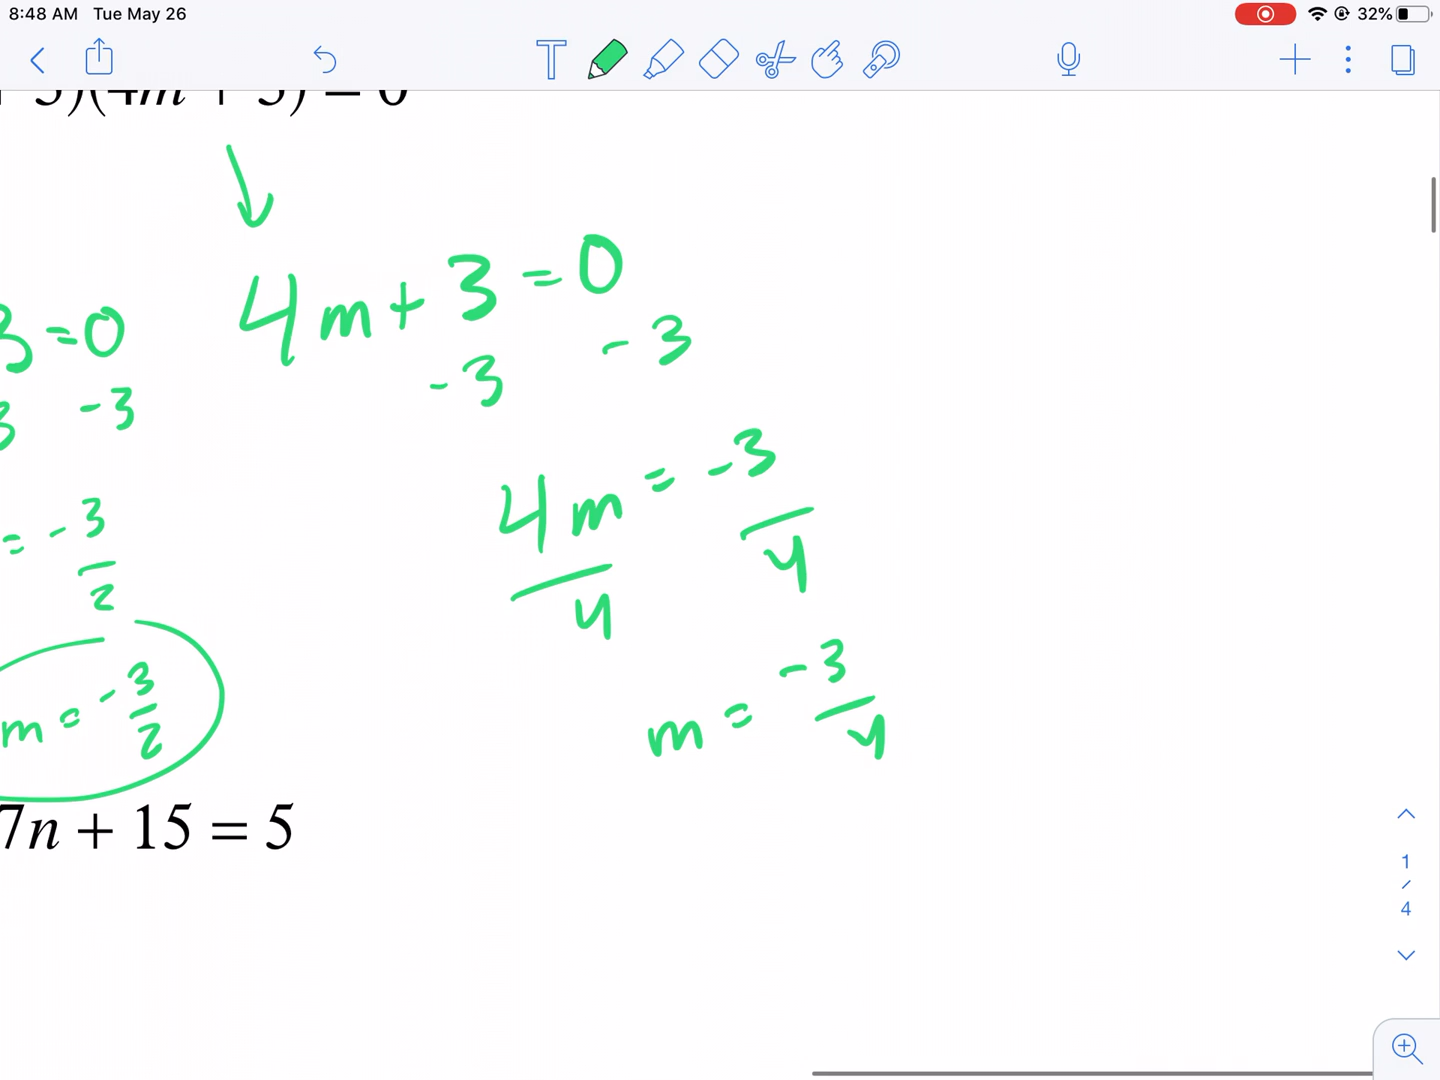 8:48 AM Tue May 26 32%
3)(4m + 3) = 0
4m + 3 = 0
-3 -3
3 = 0
3 -3
4m = -3
4 4
= -3
2
m = -3/4
m = -3/2
7n + 15 = 5
1
/
4